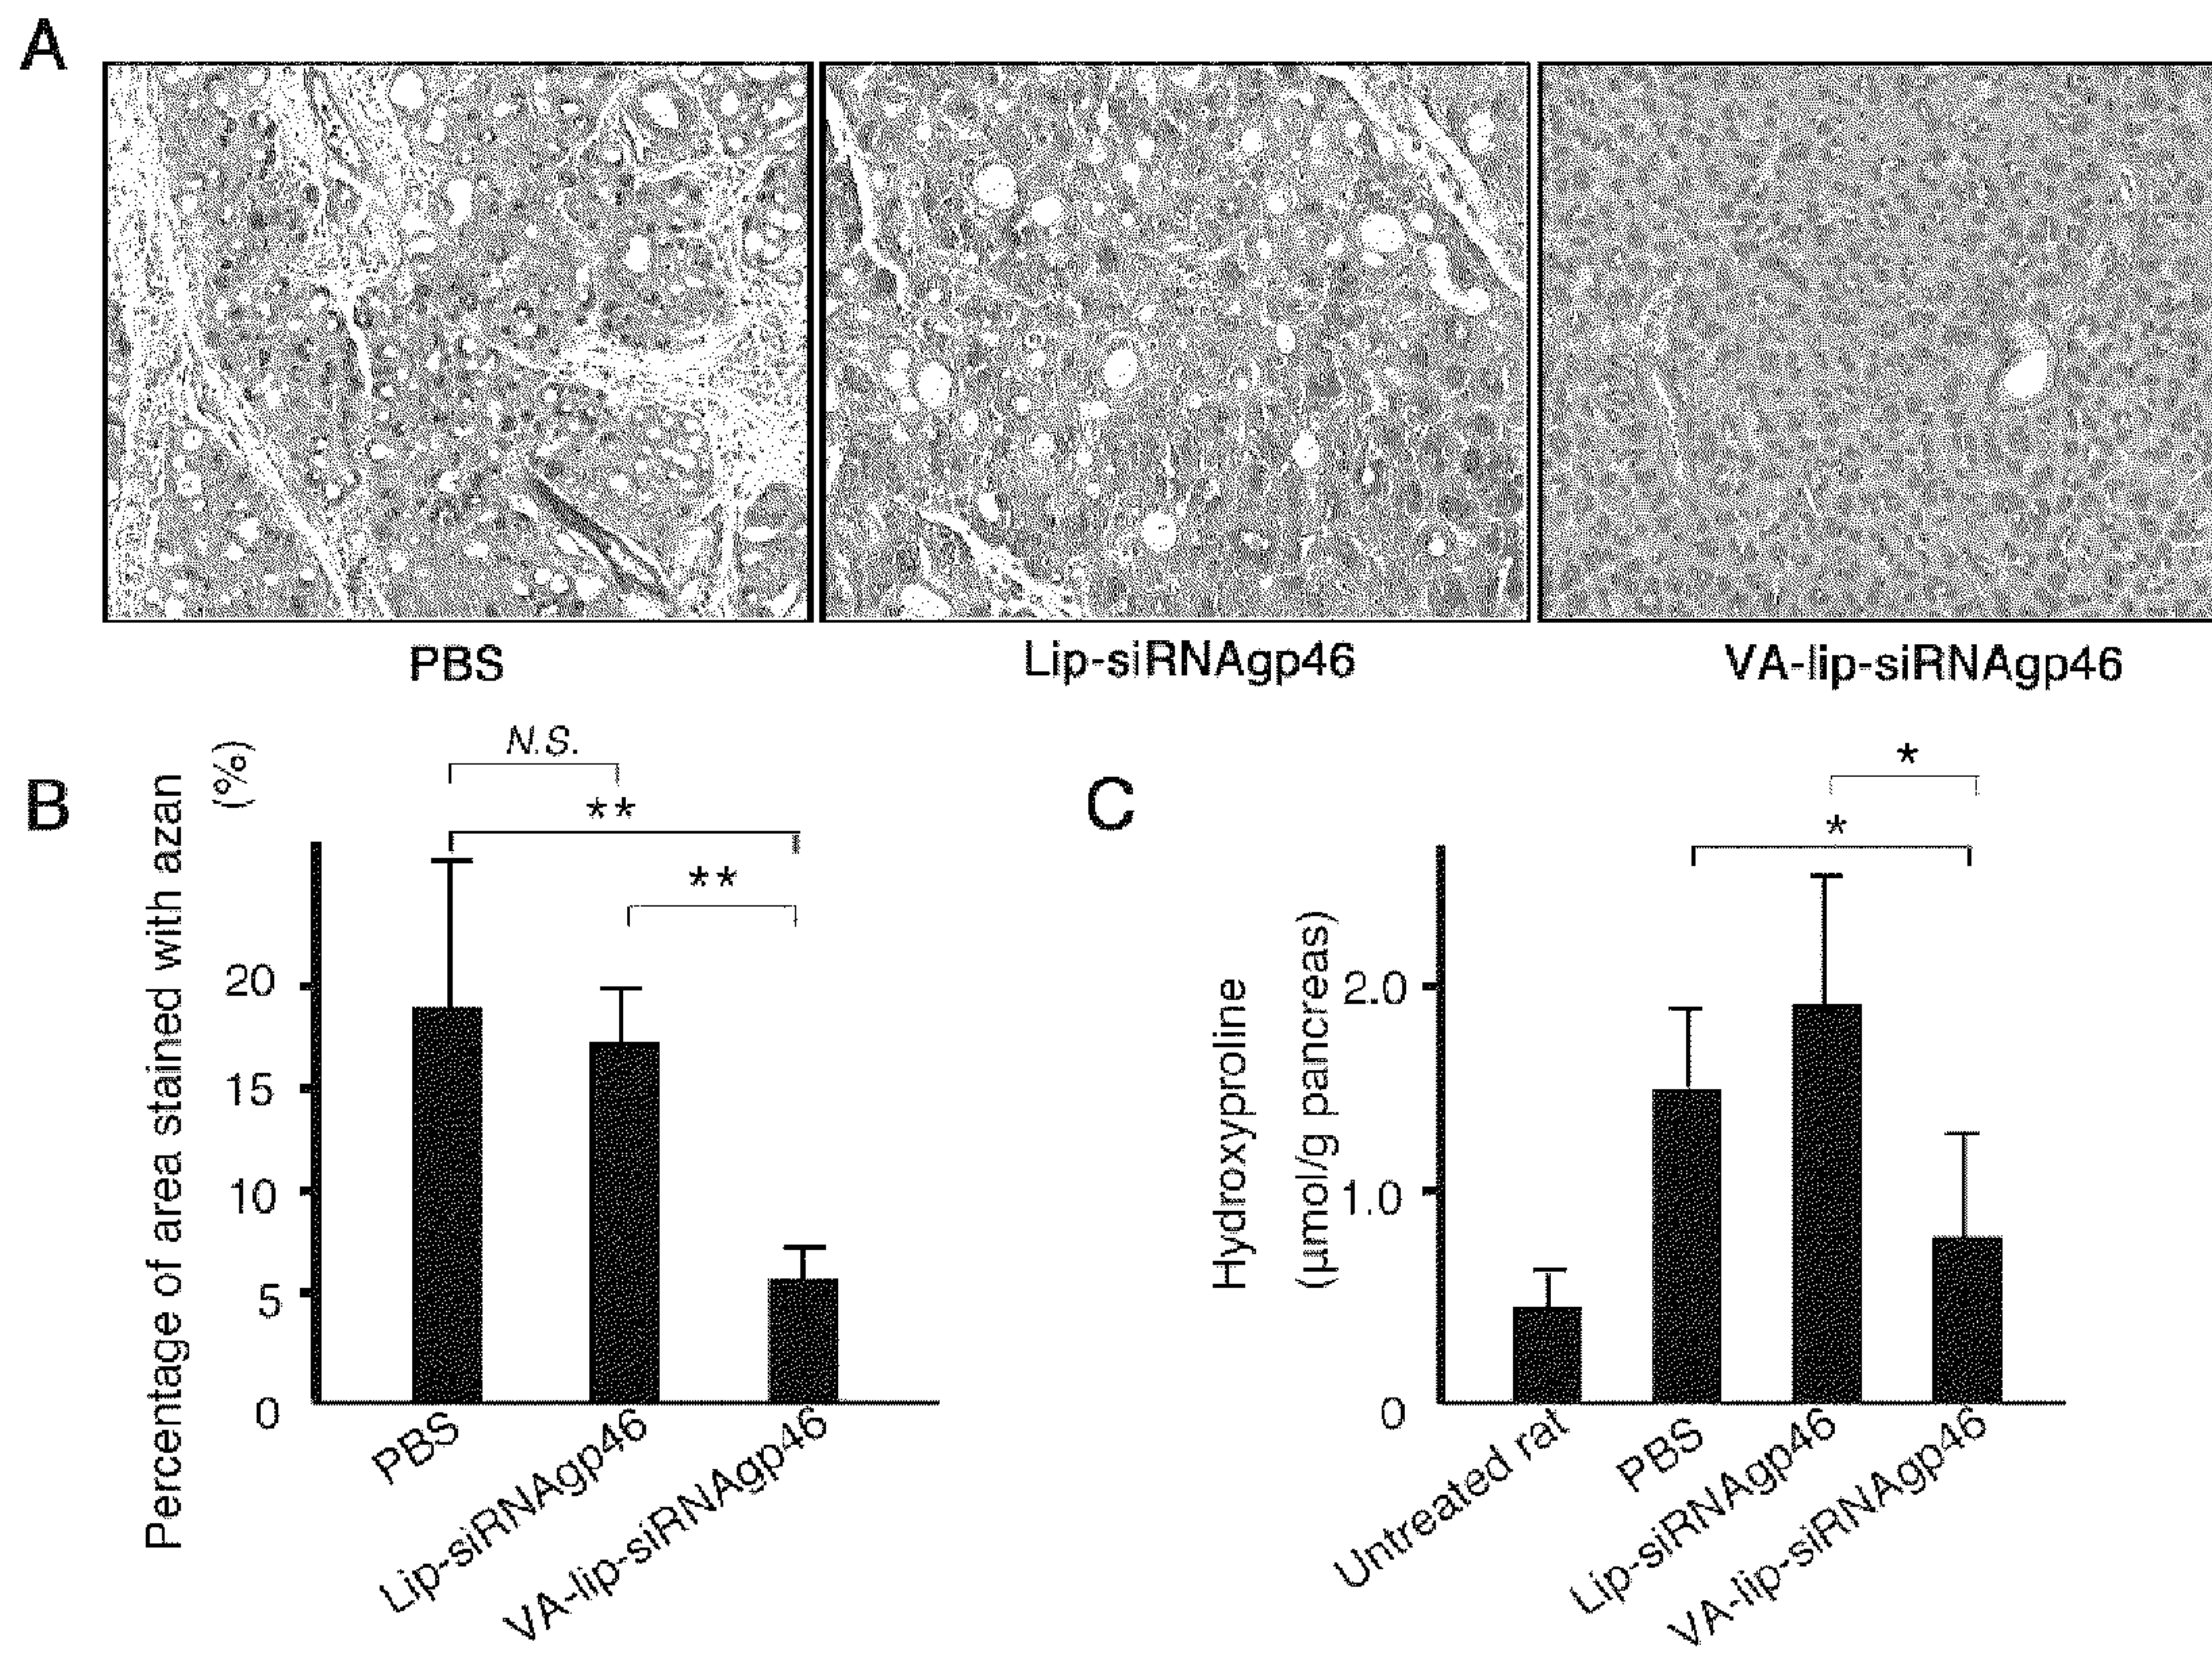 A
PBS
Lip-siRNAgp46
VA-lip-siRNAgp46
B
Percentage of area stained with azan
(%)
N.S.
**
**
20
15
10
5
0
PBS
Lip-siRNAgp46
VA-lip-siRNAgp46
C
Hydroxyproline
(µmol/g pancreas)
*
*
2.0
1.0
0
Untreated rat
PBS
Lip-siRNAgp46
VA-lip-siRNAgp46